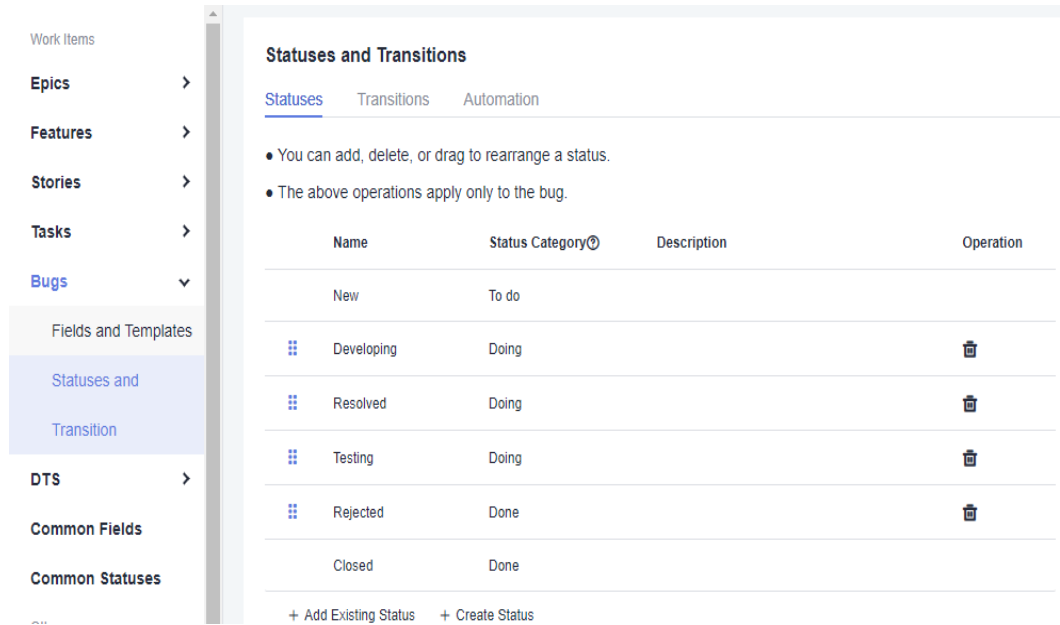 Work Items
Epics
Features
Stories
Tasks
Bugs
Fields and Templates
Statuses and
Transition
DTS
Common Fields
Common Statuses
Statuses and Transitions
Statuses Transitions Automation
● You can add, delete, or drag to rearrange a status.
● The above operations apply only to the bug.
Name Status Category Description Operation
New To do
Developing Doing
Resolved Doing
Testing Doing
Rejected Done
Closed Done
+ Add Existing Status + Create Status